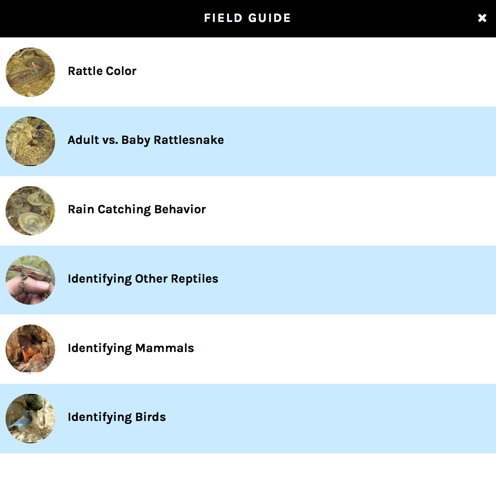 FIELD GUIDE ✖
Rattle Color
Adult vs. Baby Rattlesnake
Rain Catching Behavior
Identifying Other Reptiles
Identifying Mammals
Identifying Birds